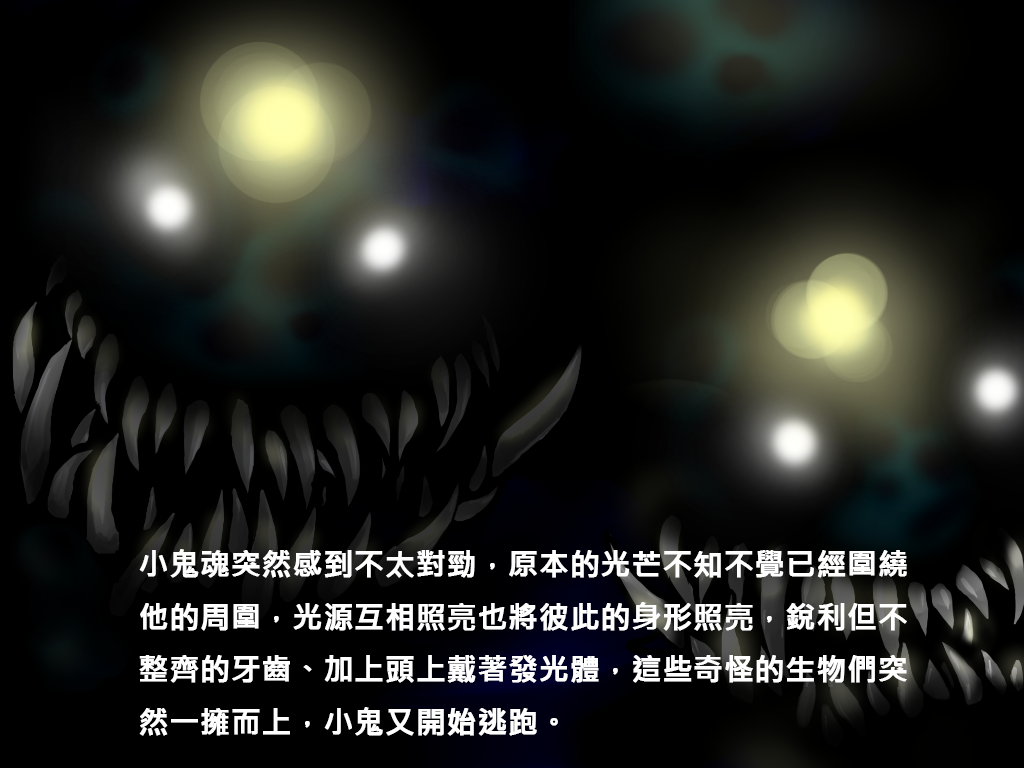 小鬼魂突然感到不太對勁，原本的光芒不知不覺已經圍繞
他的周圍，光源互相照亮也將彼此的身形照亮，銳利但不
整齊的牙齒、加上頭上戴著發光體，這些奇怪的生物們突
然一擁而上，小鬼又開始逃跑。